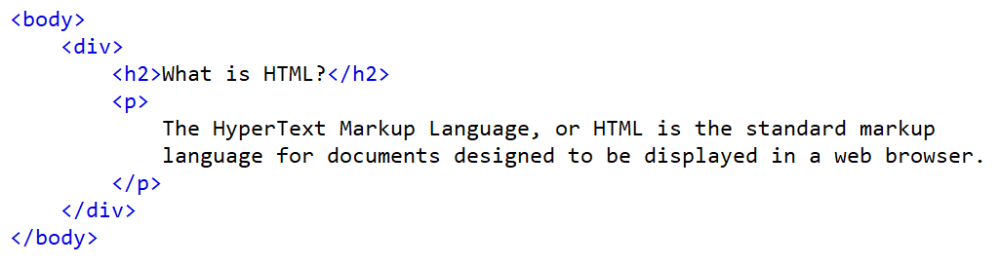 <body>
    <div>
        <h2>What is HTML?</h2>
        <p>
            The HyperText Markup Language, or HTML is the standard markup
            language for documents designed to be displayed in a web browser.
        </p>
    </div>
</body>